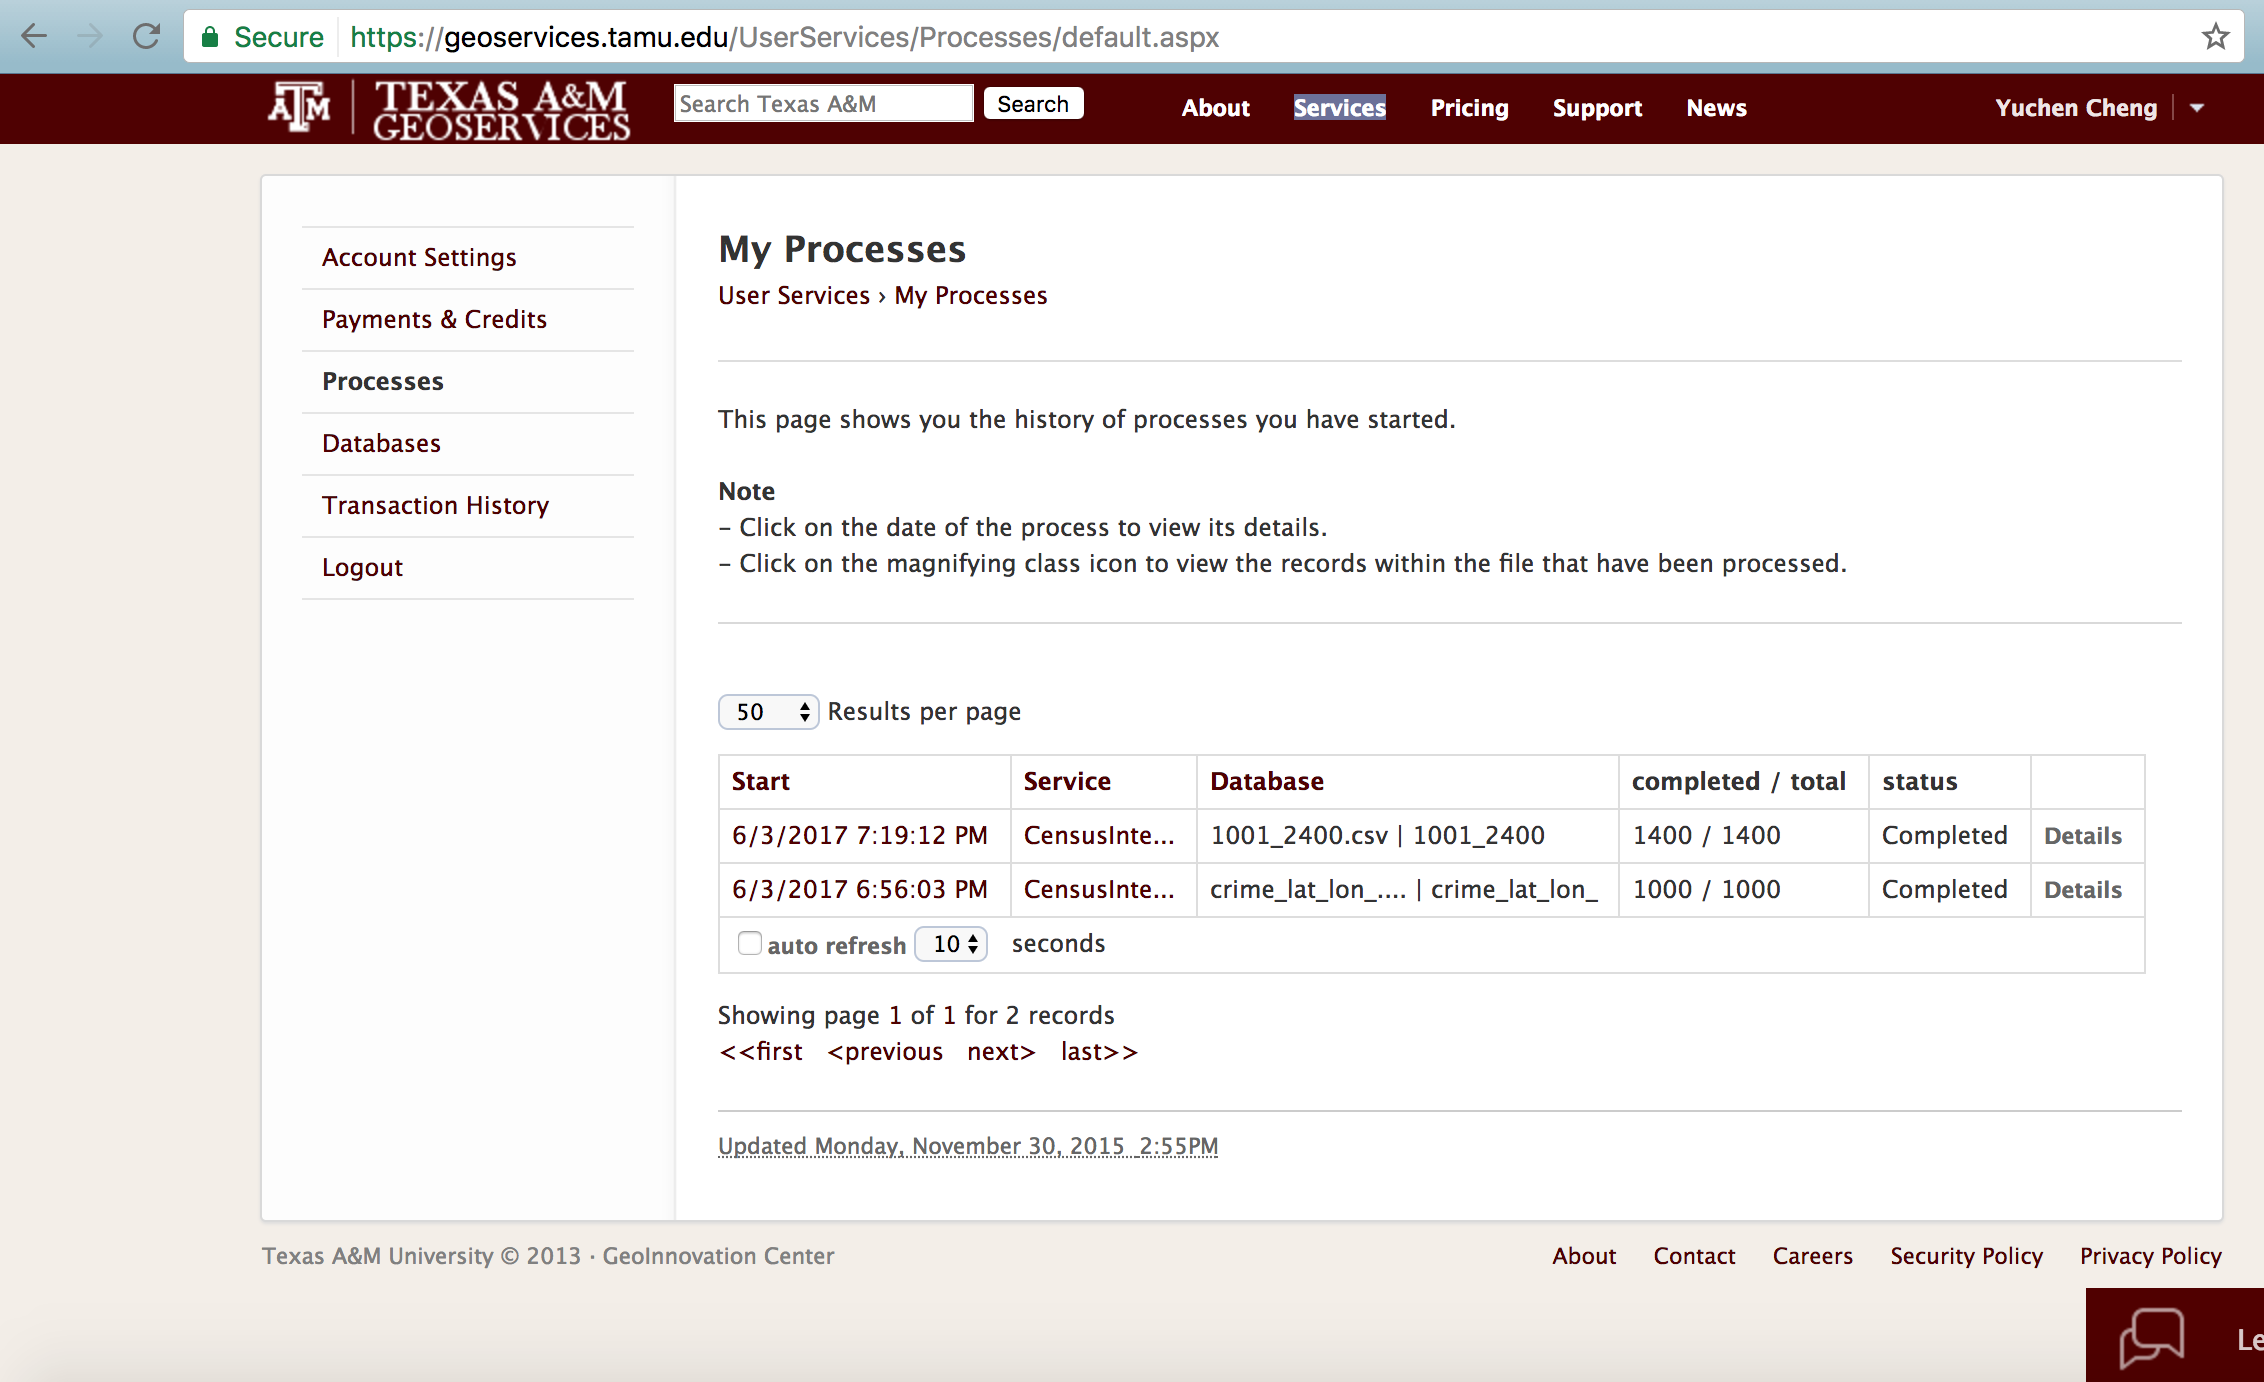 Secure https://geoservices.tamu.edu/UserServices/Processes/default.aspx
ATM TEXAS A&M GEOSERVICES Search Texas A&M Search About Services Pricing Support News Yuchen Cheng
Account Settings
Payments & Credits
Processes
Databases
Transaction History
Logout
My Processes
User Services › My Processes
This page shows you the history of processes you have started.
Note
– Click on the date of the process to view its details.
– Click on the magnifying class icon to view the records within the file that have been processed.
50 Results per page
Start Service Database completed / total status
6/3/2017 7:19:12 PM CensusInte... 1001_2400.csv | 1001_2400 1400 / 1400 Completed Details
6/3/2017 6:56:03 PM CensusInte... crime_lat_lon_.... | crime_lat_lon_ 1000 / 1000 Completed Details
auto refresh 10 seconds
Showing page 1 of 1 for 2 records
<<first <previous next> last>>
Updated Monday, November 30, 2015 2:55PM
Texas A&M University © 2013 · GeoInnovation Center About Contact Careers Security Policy Privacy Policy